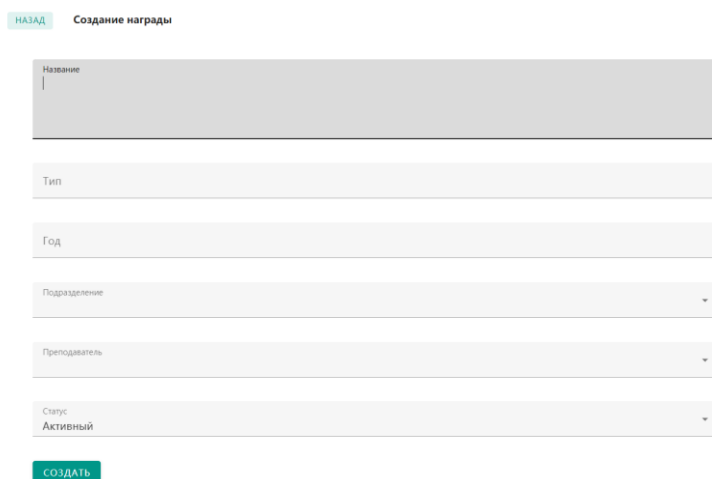 НАЗАД Создание награды
Название
Тип
Год
Подразделение
Преподаватель
Статус
Активный
СОЗДАТЬ